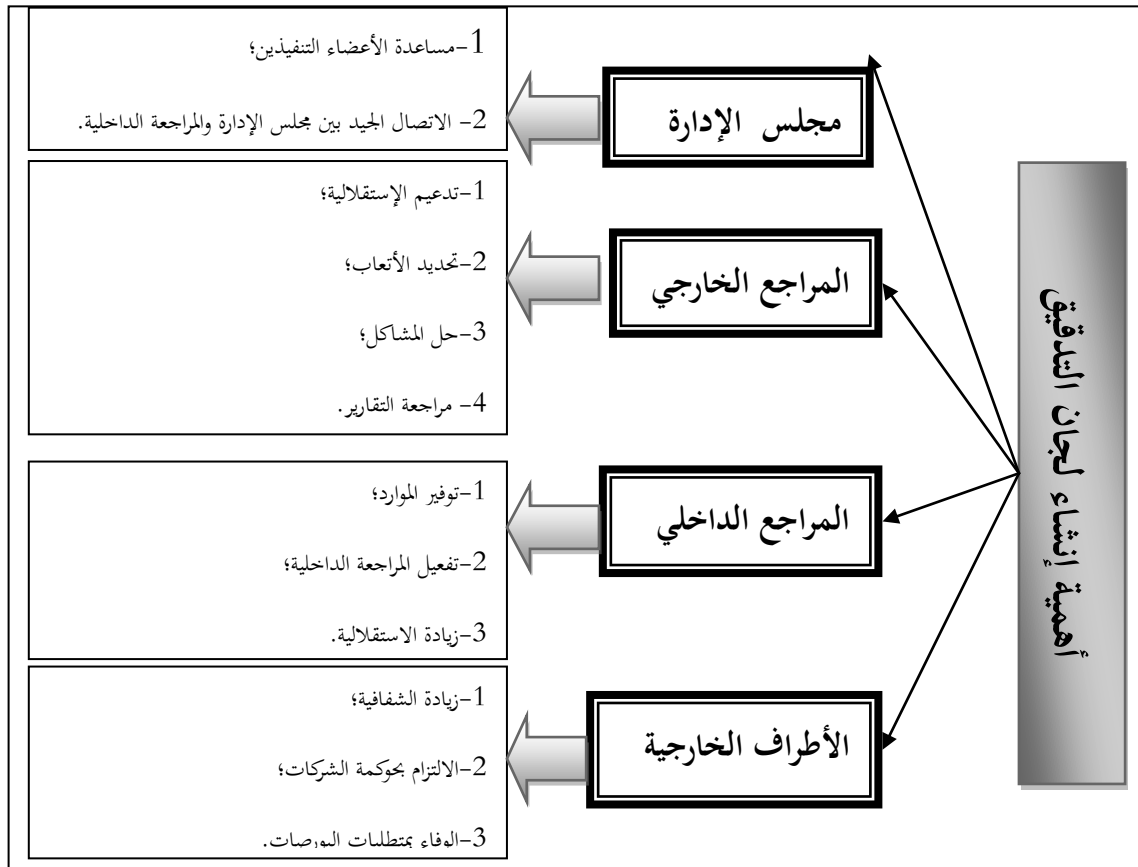 أهمية إنشاء لجان التدقيق
مجلس الإدارة
1-مساعدة الأعضاء التنفيذين؛
2- الاتصال الجيد بين مجلس الإدارة والمراجعة الداخلية.
المراجع الخارجي
1-تدعيم الإستقلالية؛
2-تحديد الأتعاب؛
3-حل المشاكل؛
4- مراجعة التقارير.
المراجع الداخلي
1-توفير الموارد؛
2-تفعيل المراجعة الداخلية؛
3-زيادة الاستقلالية.
الأطراف الخارجية
1-زيادة الشفافية؛
2-الالتزام بحوكمة الشركات؛
3-الوفاء بمتطلبات البورصات.